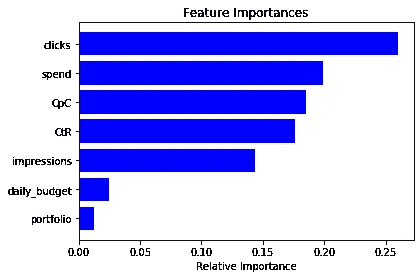 Feature Importances
clicks
spend
CpC
CtR
impressions
daily_budget
portfolio
0.00 0.05 0.10 0.15 0.20 0.25
Relative Importance